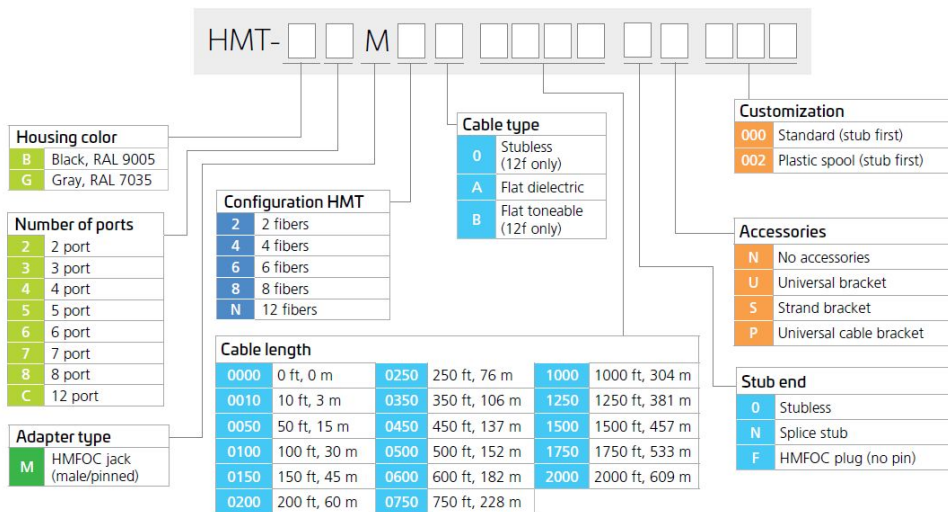 HMT- M
Housing color
B Black, RAL 9005
G Gray, RAL 7035
Number of ports
2 2 port
3 3 port
4 4 port
5 5 port
6 6 port
7 7 port
8 8 port
C 12 port
Adapter type
M HMFOC jack
(male/pinned)
Configuration HMT
2 2 fibers
4 4 fibers
6 6 fibers
8 8 fibers
N 12 fibers
Cable type
0 Stubless
(12f only)
A Flat dielectric
B Flat toneable
(12f only)
Cable length
0000 0 ft, 0 m 0250 250 ft, 76 m 1000 1000 ft, 304 m
0010 10 ft, 3 m 0350 350 ft, 106 m 1250 1250 ft, 381 m
0050 50 ft, 15 m 0450 450 ft, 137 m 1500 1500 ft, 457 m
0100 100 ft, 30 m 0500 500 ft, 152 m 1750 1750 ft, 533 m
0150 150 ft, 45 m 0600 600 ft, 182 m 2000 2000 ft, 609 m
0200 200 ft, 60 m 0750 750 ft, 228 m
Customization
000 Standard (stub first)
002 Plastic spool (stub first)
Accessories
N No accessories
U Universal bracket
S Strand bracket
P Universal cable bracket
Stub end
0 Stubless
N Splice stub
F HMFOC plug (no pin)